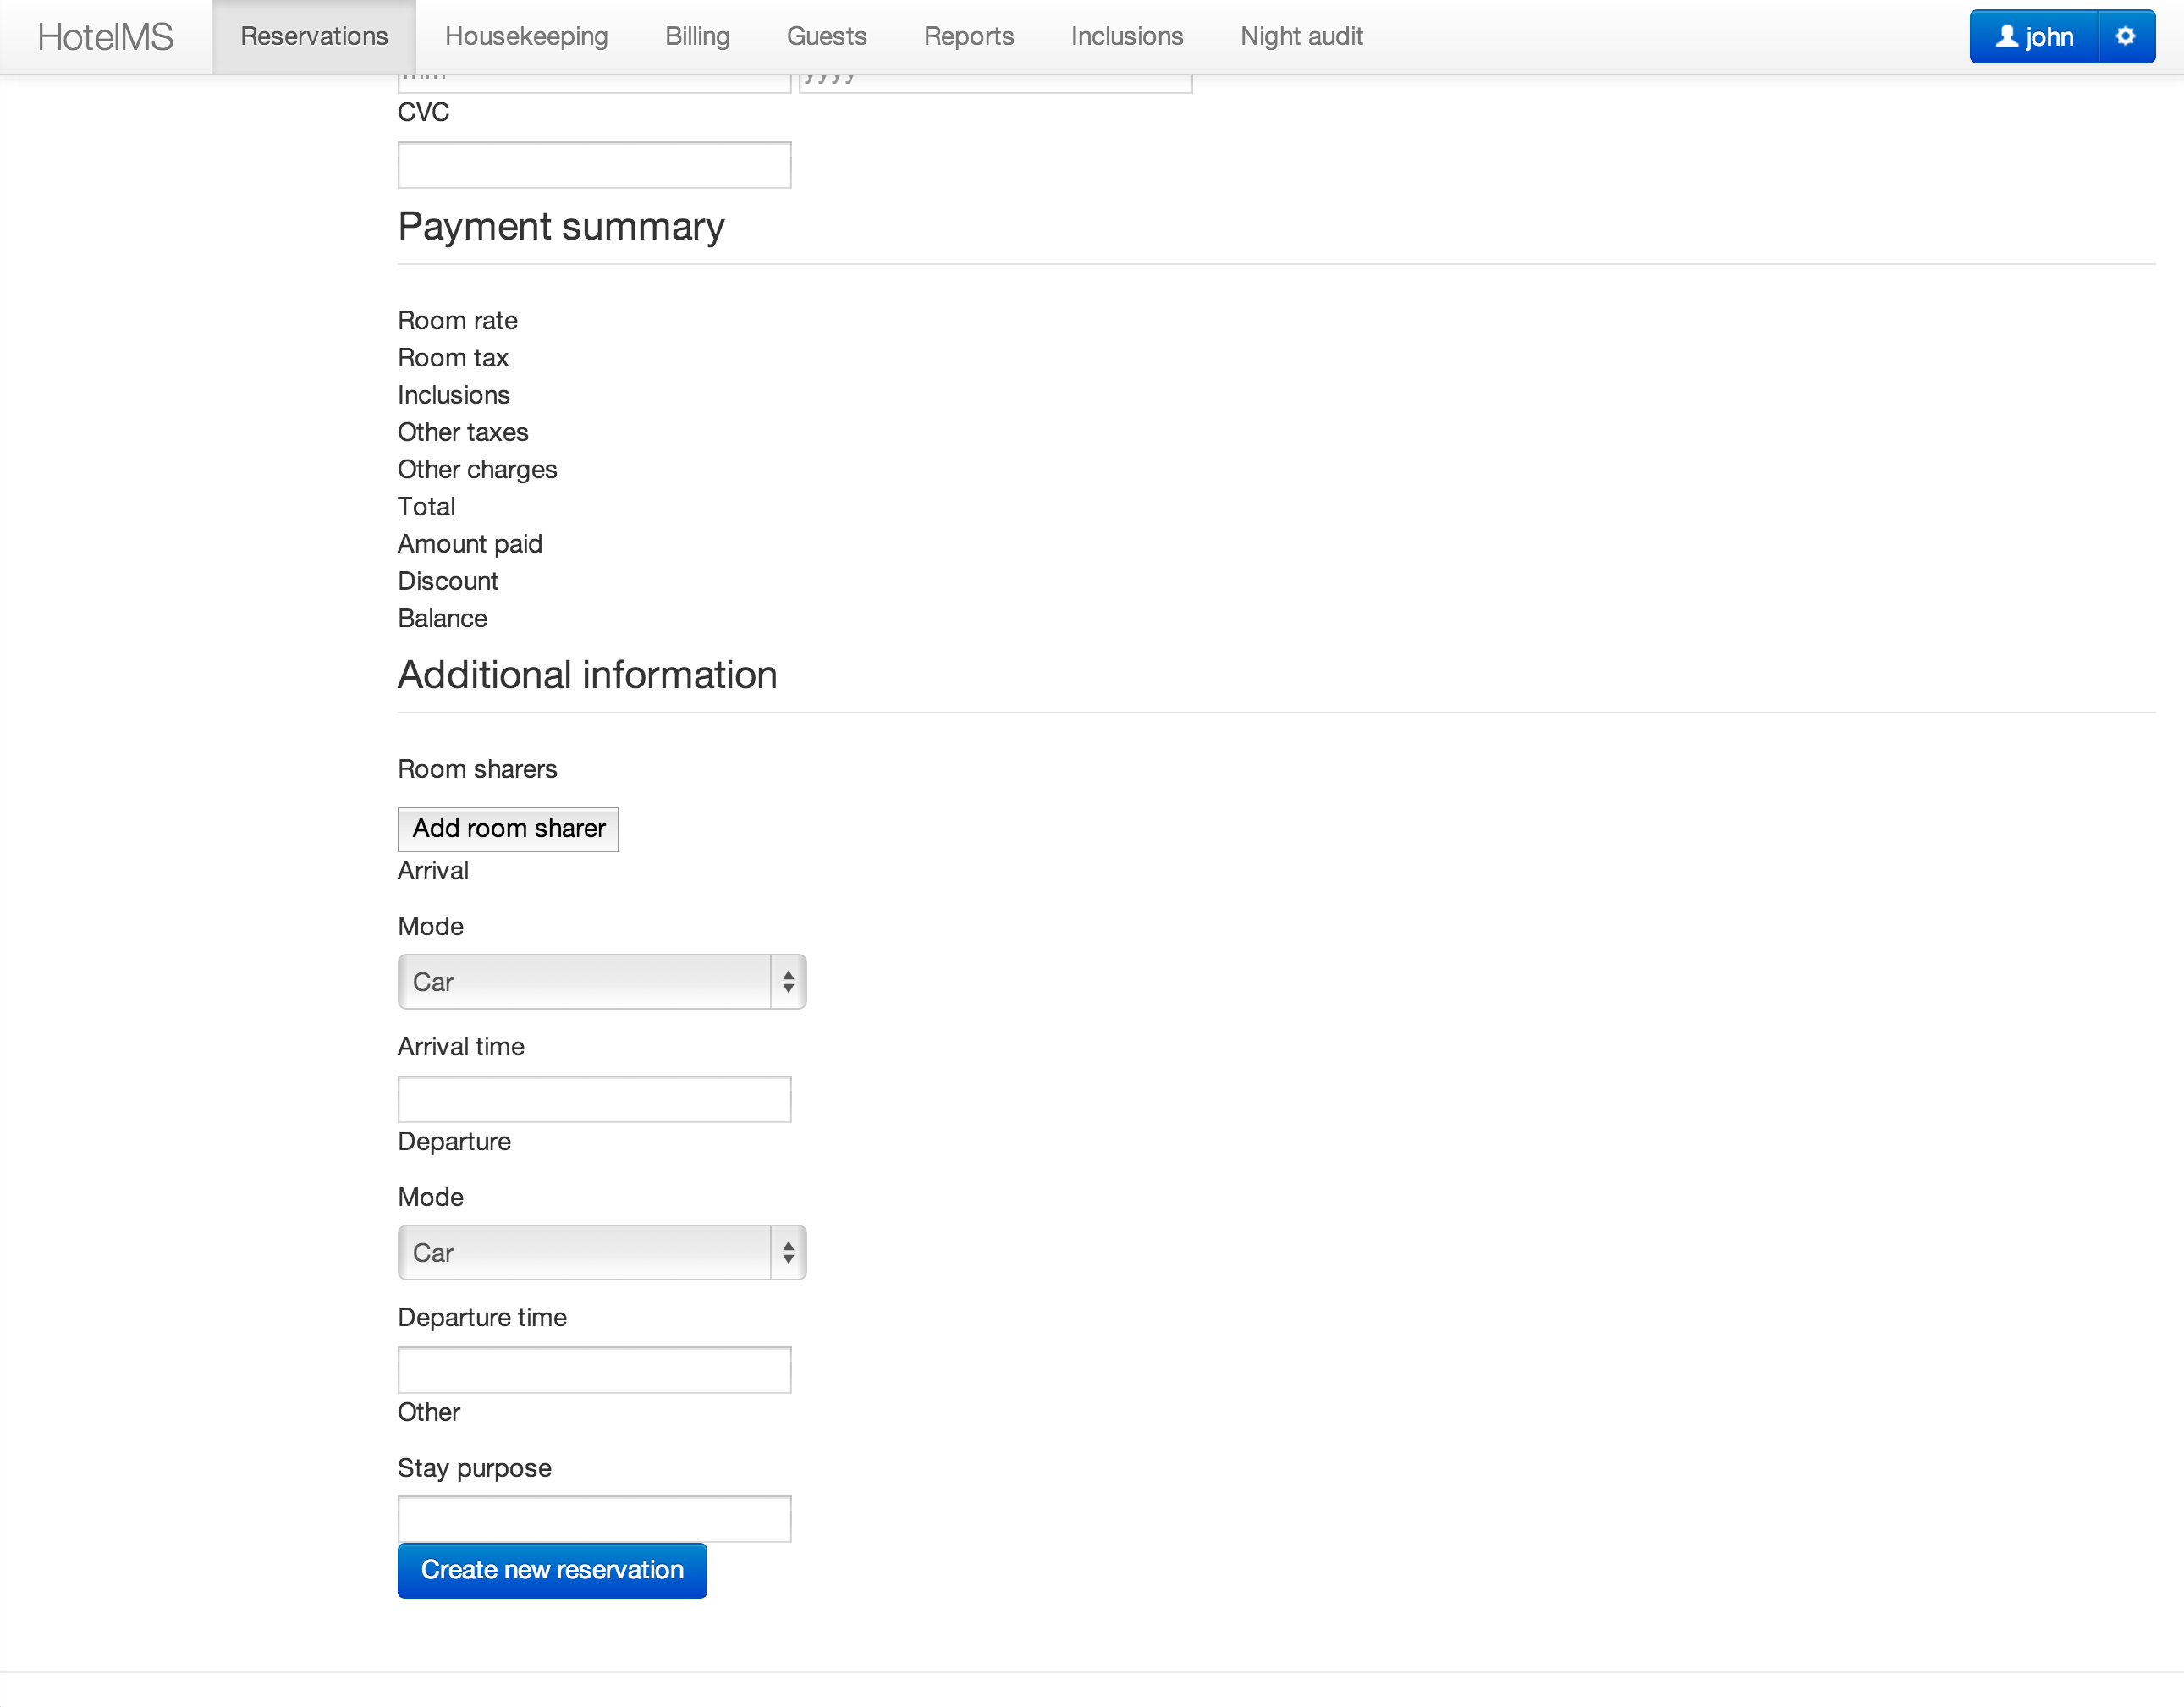 HotelMS Reservations Housekeeping Billing Guests Reports Inclusions Night audit john
mm yyyy
CVC
Payment summary
Room rate
Room tax
Inclusions
Other taxes
Other charges
Total
Amount paid
Discount
Balance
Additional information
Room sharers
Add room sharer
Arrival
Mode
Car
Arrival time
Departure
Mode
Car
Departure time
Other
Stay purpose
Create new reservation